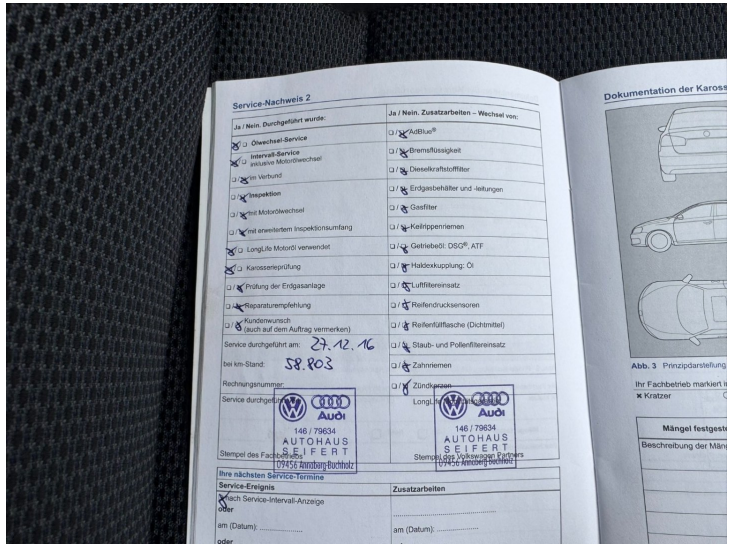 Service-Nachweis 2
Ja / Nein. Durchgeführt wurde:
Ölwechsel-Service
Intervall-Service
inklusive Motorölwechsel
im Verbund
Inspektion
mit Motorölwechsel
mit erweitertem Inspektionsumfang
LongLife Motoröl verwendet
Karosserieprüfung
Prüfung der Erdgasanlage
Reparaturempfehlung
Kundenwunsch
(auch auf dem Auftrag vermerken)
Service durchgeführt am: 27.12.16
bei km-Stand: 58.803
Rechnungsnummer:
Service durchgeführt
Audi
146 / 79634
AUTOHAUS
SEIFERT
Stempel des Fachbetriebs
09456 Annaberg-Buchholz
Ja / Nein. Zusatzarbeiten – Wechsel von:
AdBlue®
Bremsflüssigkeit
Dieselkraftstofffilter
Erdgasbehälter und -leitungen
Gasfilter
Keilrippenriemen
Getriebeöl: DSG®, ATF
Haldexkupplung: Öl
Luftfiltereinsatz
Reifendrucksensoren
Reifenfüllflasche (Dichtmittel)
Staub- und Pollenfiltereinsatz
Zahnriemen
Zündkerzen
LongLife
Audi
146 / 79634
AUTOHAUS
SEIFERT
Stempel des Volkswagen Partners
09456 Annaberg-Buchholz
Ihre nächsten Service-Termine
Service-Ereignis
Zusatzarbeiten
nach Service-Intervall-Anzeige
oder
am (Datum):
am (Datum):
oder
Dokumentation der Kaross
Abb. 3 Prinzipdarstellung
Ihr Fachbetrieb markiert i
× Kratzer
Mängel festgeste
Beschreibung der Män